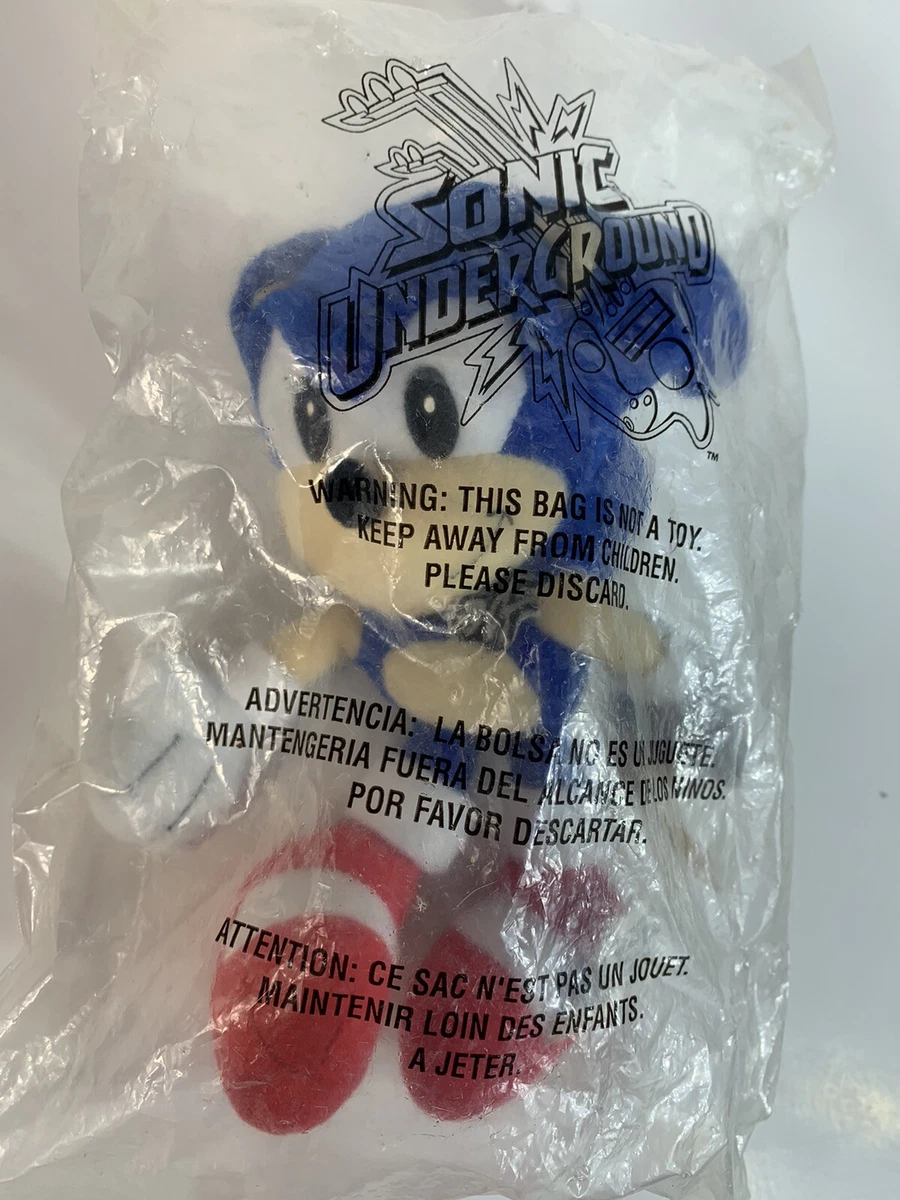 SONIC
UNDERGROUND
TM
WARNING: THIS BAG IS NOT A TOY.
KEEP AWAY FROM CHILDREN.
PLEASE DISCARD.
ADVERTENCIA: LA BOLSA NO ES UN JUGUETE.
MANTENGERIA FUERA DEL ALCANCE DE LOS NINOS.
POR FAVOR DESCARTAR.
ATTENTION: CE SAC N'EST PAS UN JOUET.
MAINTENIR LOIN DES ENFANTS.
A JETER.